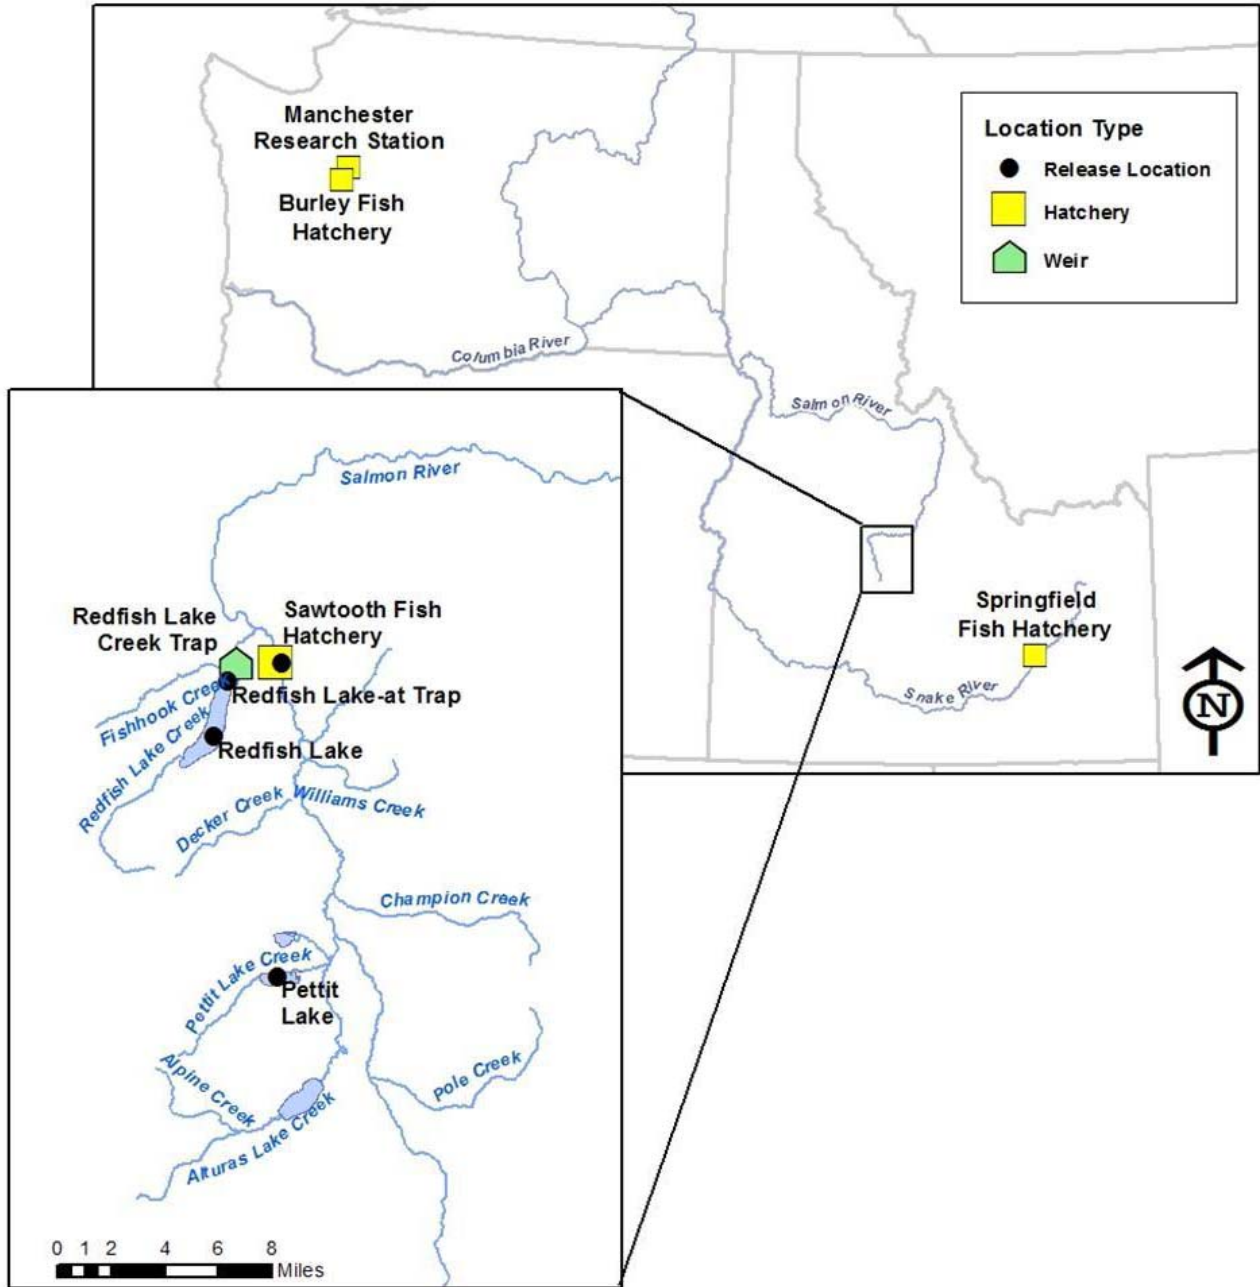 Manchester
Research Station
Burley Fish
Hatchery
Location Type
Release Location
Hatchery
Weir
Columbia River
Salmon River
Springfield
Fish Hatchery
Snake River
N
Salmon River
Redfish Lake
Creek Trap
Sawtooth Fish
Hatchery
Fishhook Creek
Redfish Lake-at Trap
Redfish Lake Creek
Redfish Lake
Decker Creek
Williams Creek
Champion Creek
Pettit Lake Creek
Pettit
Lake
Alpine Creek
Pole Creek
Alturas Lake Creek
0 1 2 4 6 8
Miles